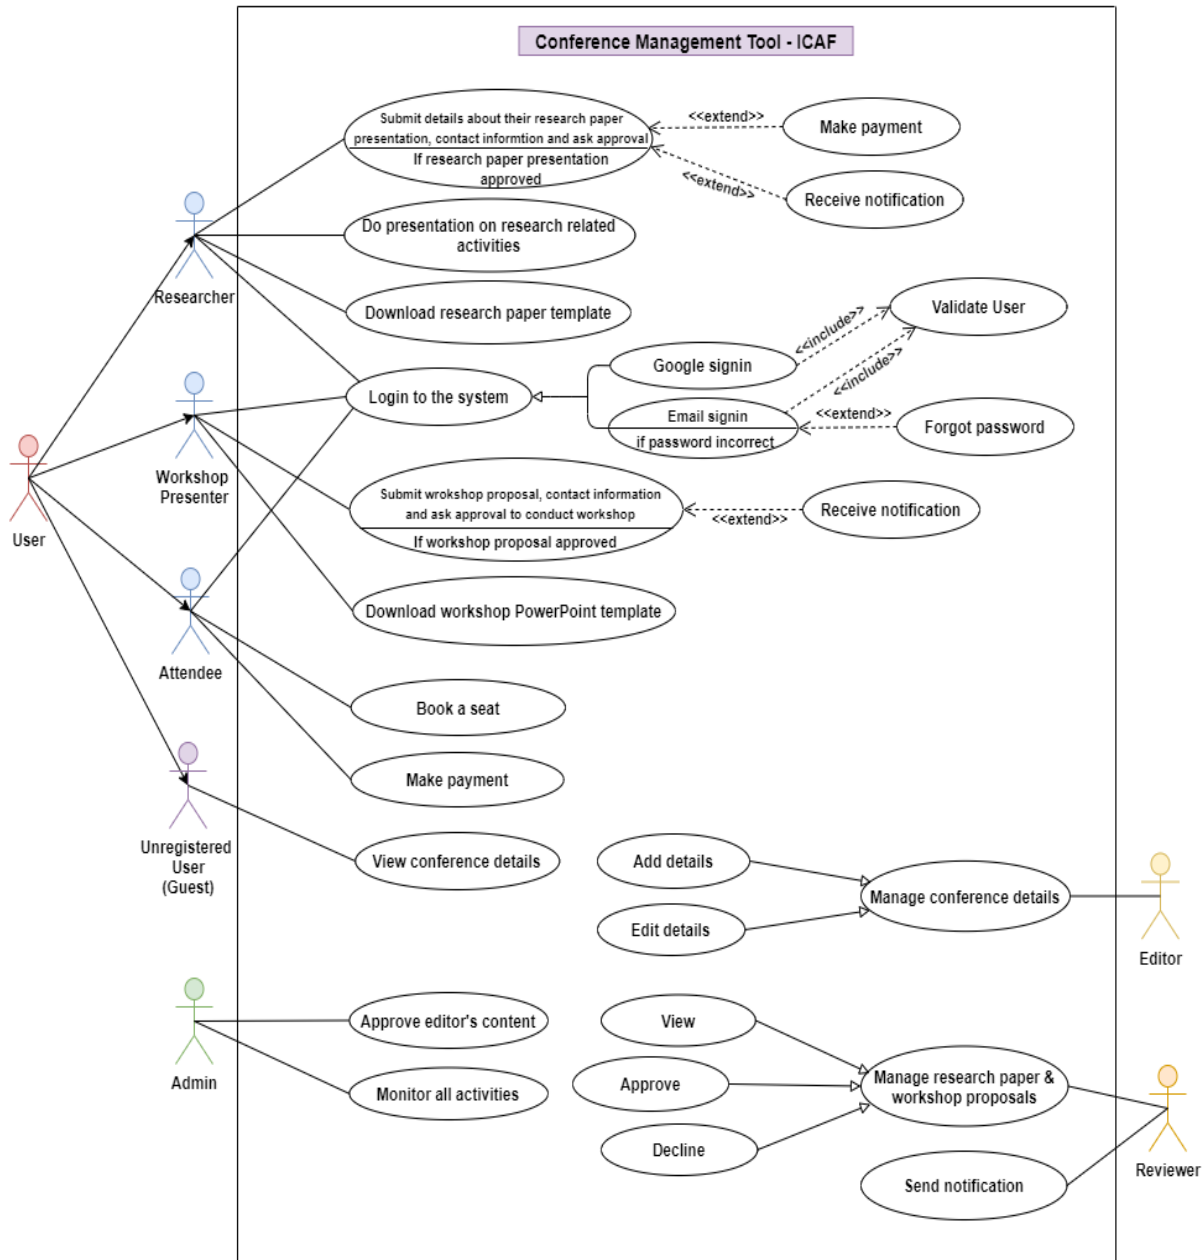 Conference Management Tool - ICAF
Submit details about their research paper
presentation, contact informtion and ask approval
If research paper presentation
approved
<<extend>>
Make payment
<<extend>>
Receive notification
Do presentation on research related
activities
Researcher
Download research paper template
Validate User
<<include>>
Google signin
<<include>>
Login to the system
Email signin
if password incorrect
<<extend>>
Forgot password
Workshop
Presenter
User
Submit wrokshop proposal, contact information
and ask approval to conduct workshop
If workshop proposal approved
<<extend>>
Receive notification
Download workshop PowerPoint template
Attendee
Book a seat
Make payment
Unregistered
User
(Guest)
View conference details
Add details
Edit details
Manage conference details
Editor
Admin
Approve editor's content
Monitor all activities
View
Approve
Decline
Manage research paper &
workshop proposals
Send notification
Reviewer